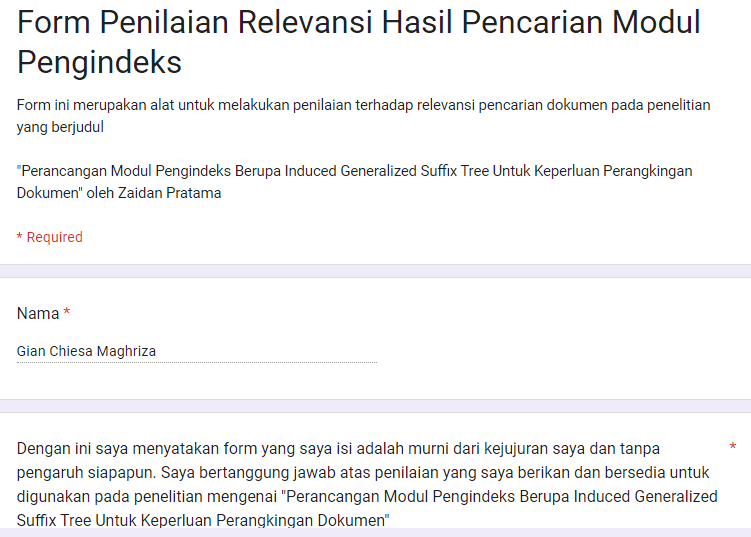 Form Penilaian Relevansi Hasil Pencarian Modul
Pengindeks
Form ini merupakan alat untuk melakukan penilaian terhadap relevansi pencarian dokumen pada penelitian
yang berjudul
"Perancangan Modul Pengindeks Berupa Induced Generalized Suffix Tree Untuk Keperluan Perangkingan
Dokumen" oleh Zaidan Pratama
* Required
Nama *
Gian Chiesa Maghriza
Dengan ini saya menyatakan form yang saya isi adalah murni dari kejujuran saya dan tanpa *
pengaruh siapapun. Saya bertanggung jawab atas penilaian yang saya berikan dan bersedia untuk
digunakan pada penelitian mengenai "Perancangan Modul Pengindeks Berupa Induced Generalized
Suffix Tree Untuk Keperluan Perangkingan Dokumen"